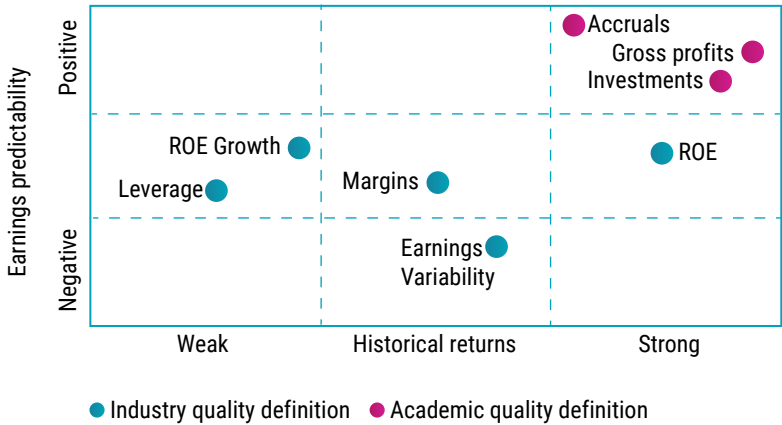 Earnings predictability
Positive
Negative
Accruals
Gross profits
Investments
ROE Growth
ROE
Leverage
Margins
Earnings
Variability
Weak
Historical returns
Strong
Industry quality definition
Academic quality definition